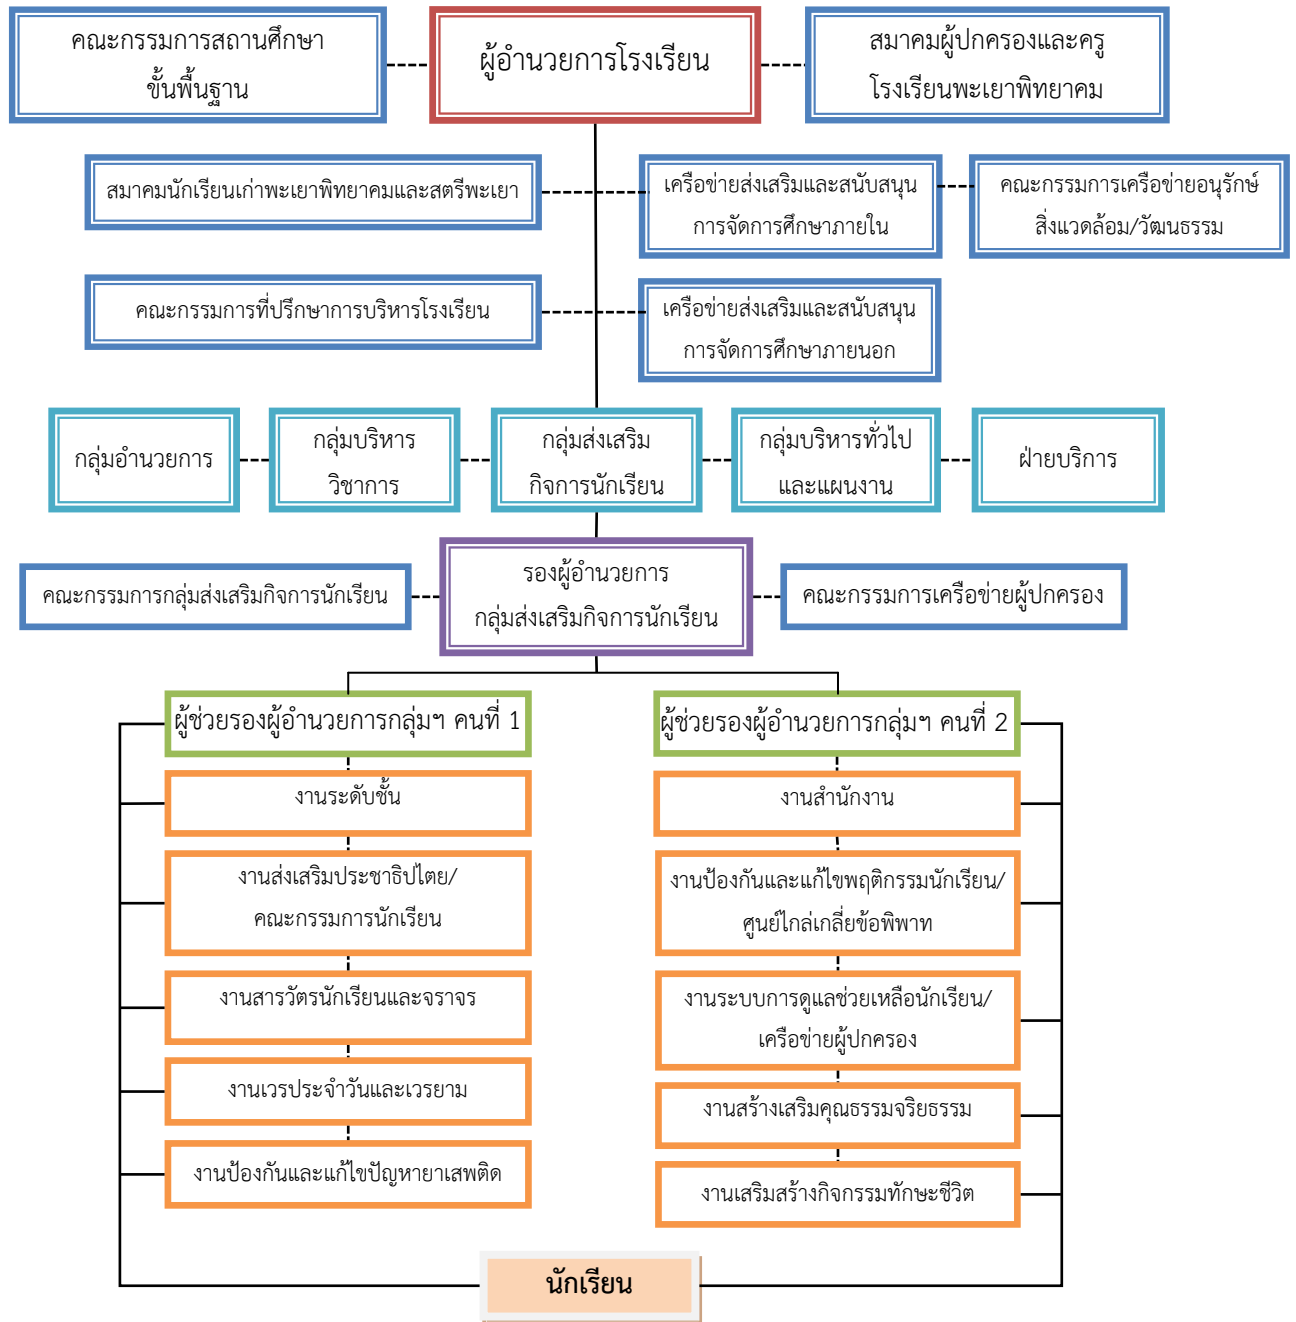 คณะกรรมการสถานศึกษา
ขั้นพื้นฐาน
ผู้อำนวยการโรงเรียน
สมาคมผู้ปกครองและครู
โรงเรียนพะเยาพิทยาคม
สมาคมนักเรียนเก่าพะเยาพิทยาคมและสตรีพะเยา
เครือข่ายส่งเสริมและสนับสนุน
การจัดการศึกษาภายใน
คณะกรรมการเครือข่ายอนุรักษ์
สิ่งแวดล้อม/วัฒนธรรม
คณะกรรมการที่ปรึกษาการบริหารโรงเรียน
เครือข่ายส่งเสริมและสนับสนุน
การจัดการศึกษาภายนอก
กลุ่มอำนวยการ
กลุ่มบริหาร
วิชาการ
กลุ่มส่งเสริม
กิจการนักเรียน
กลุ่มบริหารทั่วไป
และแผนงาน
ฝ่ายบริการ
คณะกรรมการกลุ่มส่งเสริมกิจการนักเรียน
รองผู้อำนวยการ
กลุ่มส่งเสริมกิจการนักเรียน
คณะกรรมการเครือข่ายผู้ปกครอง
ผู้ช่วยรองผู้อำนวยการกลุ่มฯ คนที่ 1
งานระดับชั้น
งานส่งเสริมประชาธิปไตย/
คณะกรรมการนักเรียน
งานสารวัตรนักเรียนและจราจร
งานเวรประจำวันและเวรยาม
งานป้องกันและแก้ไขปัญหายาเสพติด
ผู้ช่วยรองผู้อำนวยการกลุ่มฯ คนที่ 2
งานสำนักงาน
งานป้องกันและแก้ไขพฤติกรรมนักเรียน/
ศูนย์ไกล่เกลี่ยข้อพิพาท
งานระบบการดูแลช่วยเหลือนักเรียน/
เครือข่ายผู้ปกครอง
งานสร้างเสริมคุณธรรมจริยธรรม
งานเสริมสร้างกิจกรรมทักษะชีวิต
นักเรียน